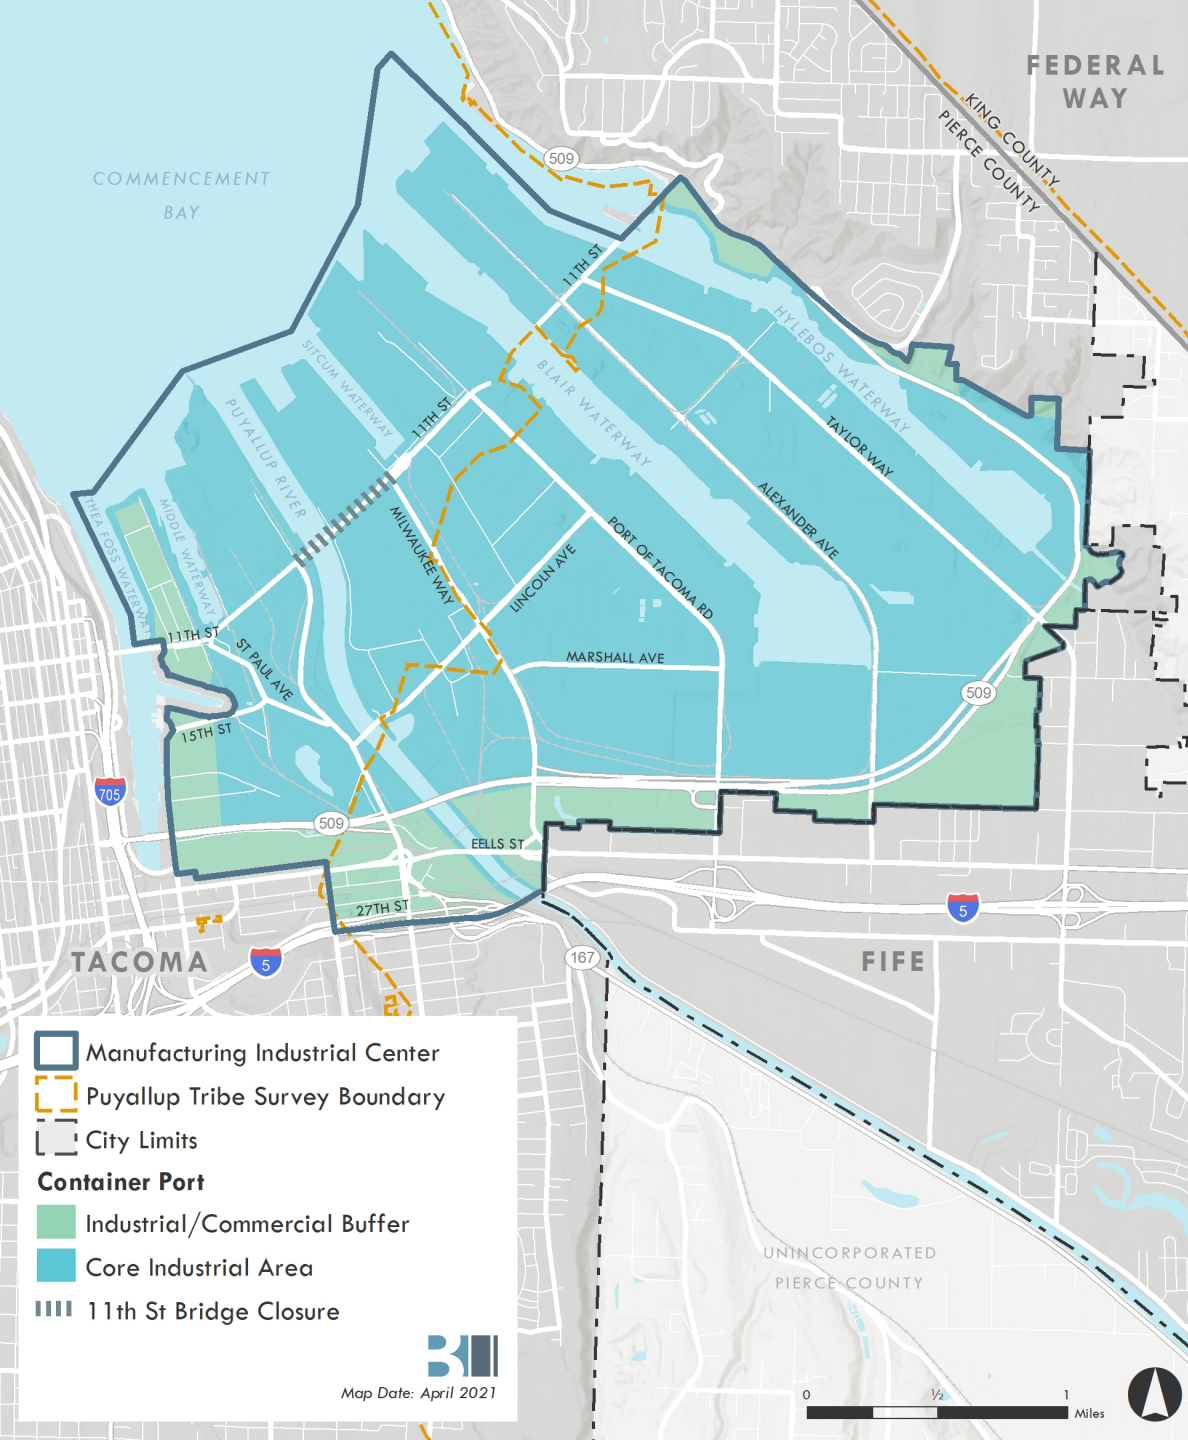 FEDERAL
WAY
KING COUNTY
PIERCE COUNTY
509
COMMENCEMENT
BAY
11TH ST
HYLEBOS WATERWAY
SITCUM WATERWAY
BLAIR WATERWAY
PUYALLUP RIVER
11TH ST
TAYLOR WAY
ALEXANDER AVE
THEA FOSS WATERWAY
MIDDLE WATERWAY
MILWAUKEE WAY
LINCOLN AVE
PORT OF TACOMA RD
11TH ST
ST PAUL AVE
MARSHALL AVE
509
15TH ST
705
509
EELLS ST
27TH ST
5
TACOMA
5
167
FIFE
Manufacturing Industrial Center
Puyallup Tribe Survey Boundary
City Limits
Container Port
Industrial/Commercial Buffer
Core Industrial Area
11th St Bridge Closure
BI
Map Date: April 2021
UNINCORPORATED
PIERCE COUNTY
0 ½ 1
Miles